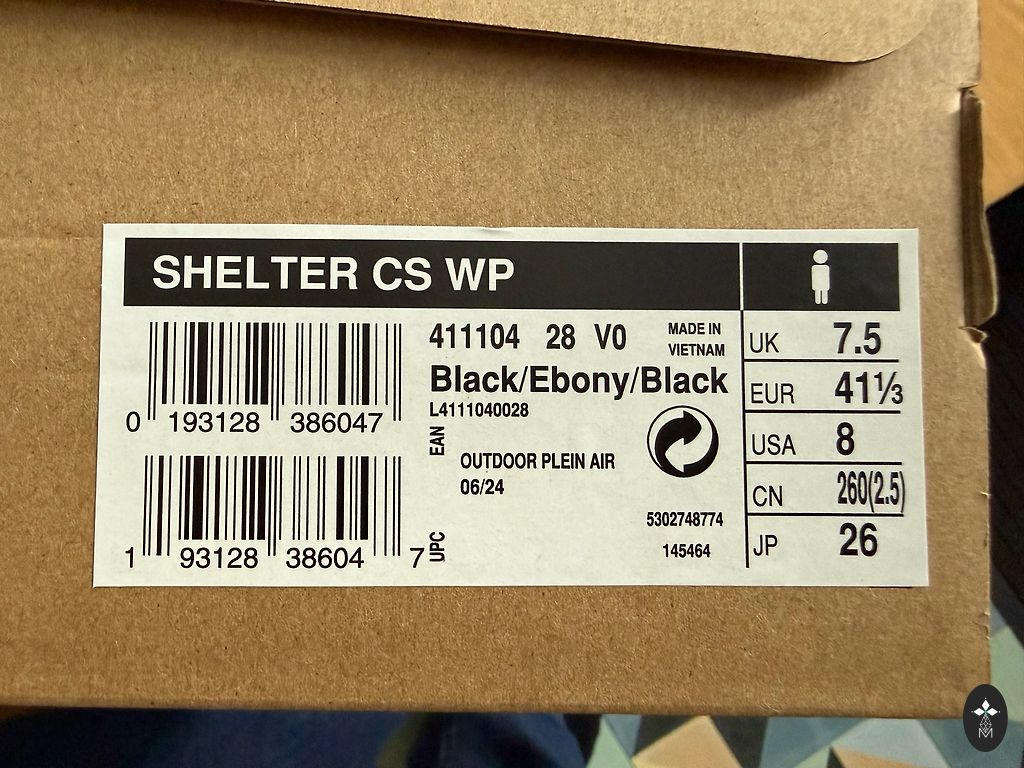 SHELTER CS WP
0 193128 386047
1 93128 38604 7
EAN
UPC
411104 28 V0
MADE IN
VIETNAM
Black/Ebony/Black
L4111040028
OUTDOOR PLEIN AIR
06/24
5302748774
145464
UK 7.5
EUR 41⅓
USA 8
CN 260(2.5)
JP 26
M